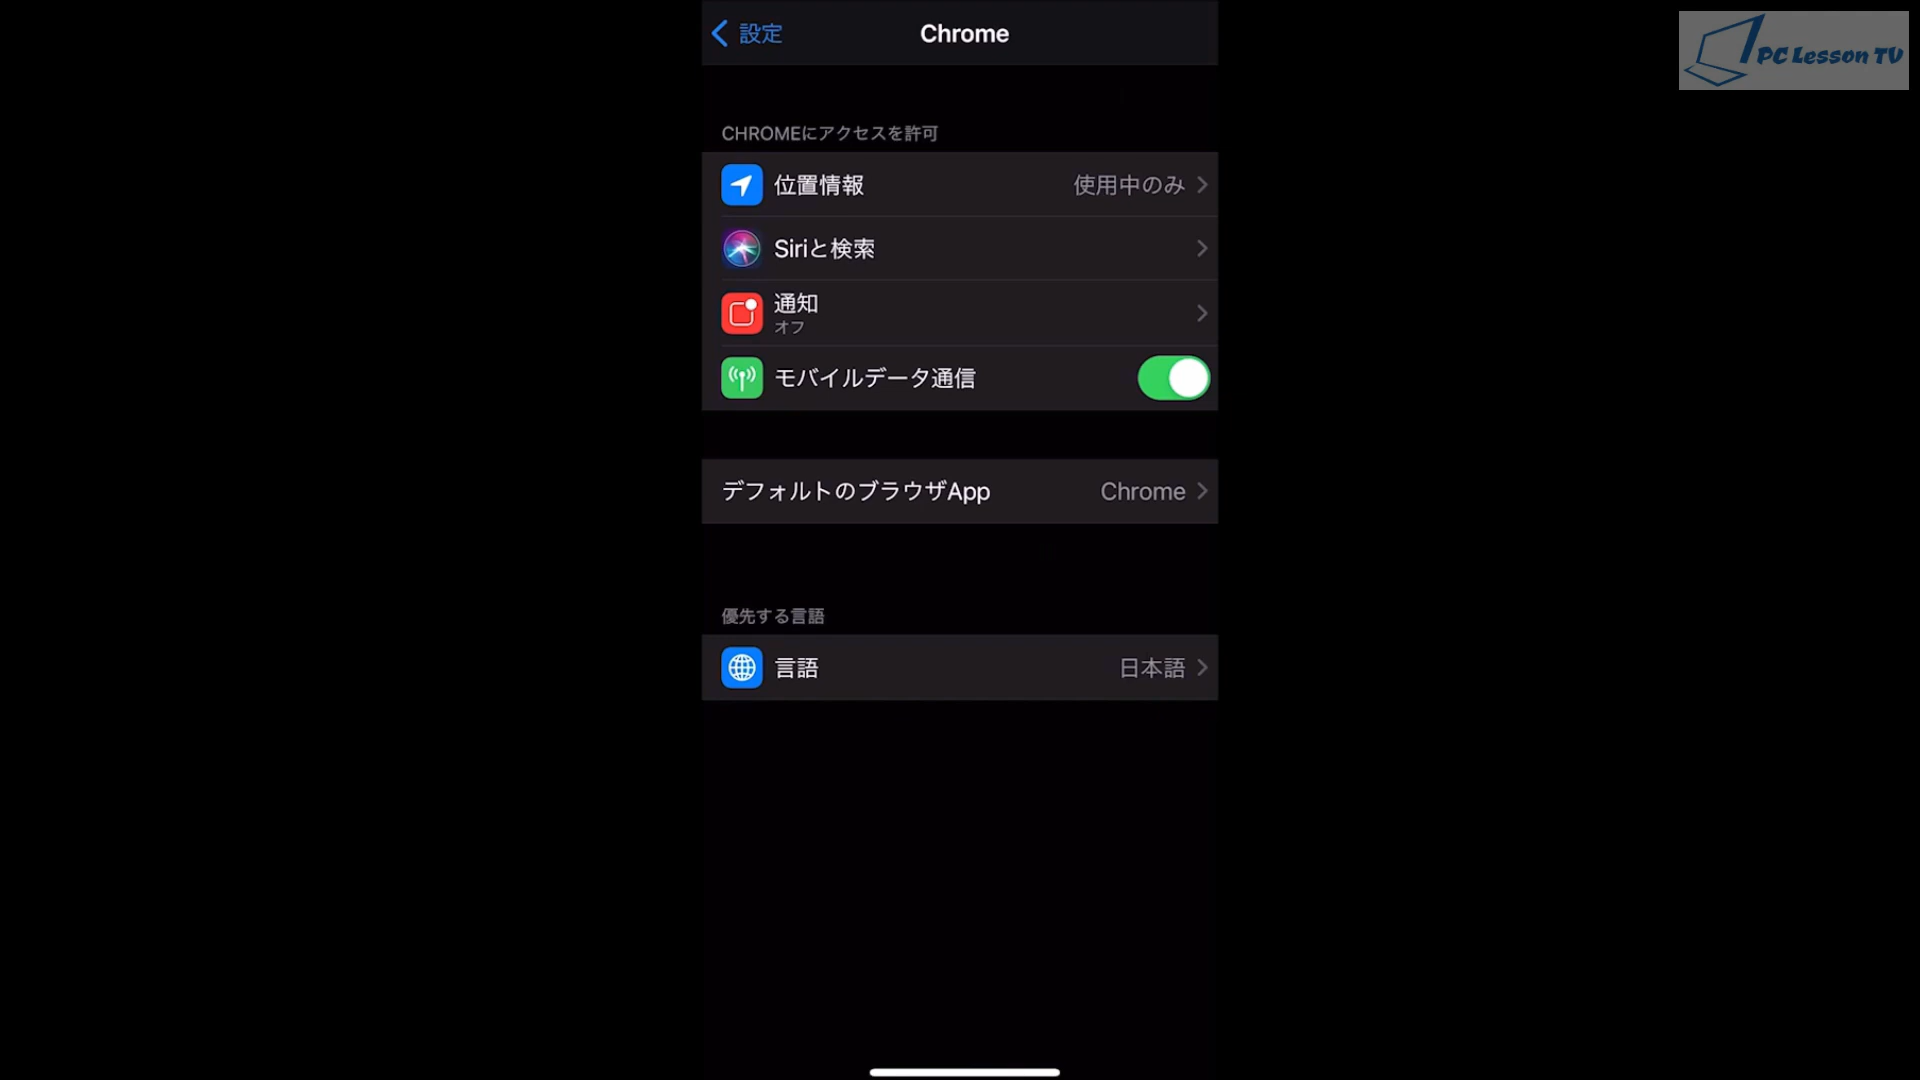 設定
Chrome
PC Lesson TV
CHROMEにアクセスを許可
位置情報 使用中のみ
Siriと検索
通知
オフ
モバイルデータ通信
デフォルトのブラウザApp Chrome
優先する言語
言語 日本語